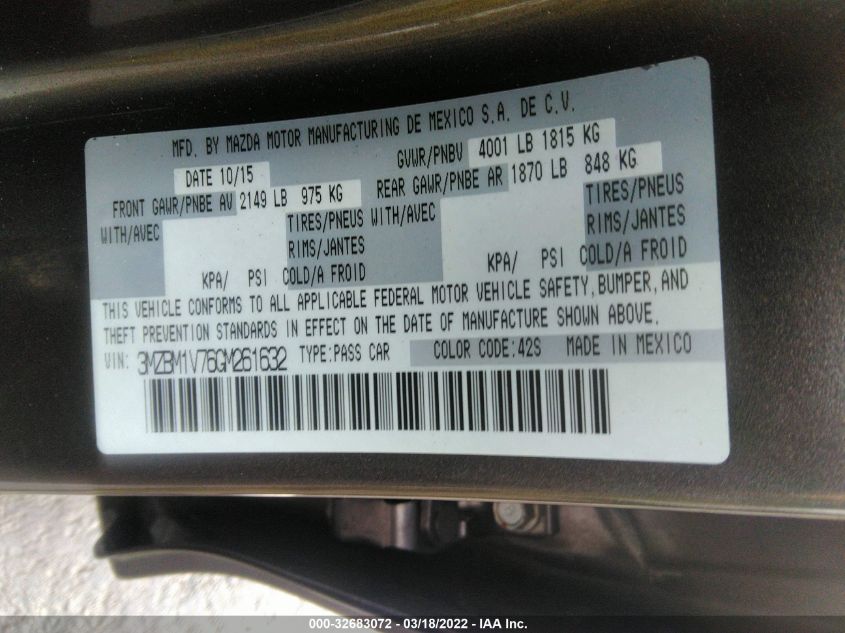 MFD. BY MAZDA MOTOR MANUFACTURING DE MEXICO S.A. DE C.V.
DATE 10/15 GVWR/PNBV 4001 LB 1815 KG
FRONT GAWR/PNBE AV 2149 LB 975 KG REAR GAWR/PNBE AR 1870 LB 848 KG
WITH/AVEC TIRES/PNEUS WITH/AVEC TIRES/PNEUS
RIMS/JANTES RIMS/JANTES
KPA/ PSI COLD/A FROID KPA/ PSI COLD/A FROID
THIS VEHICLE CONFORMS TO ALL APPLICABLE FEDERAL MOTOR VEHICLE SAFETY, BUMPER, AND
THEFT PREVENTION STANDARDS IN EFFECT ON THE DATE OF MANUFACTURE SHOWN ABOVE.
VIN: 3MZBM1V76GM261632 TYPE:PASS CAR COLOR CODE:42S MADE IN MEXICO
000-32683072 - 03/18/2022 - IAA Inc.